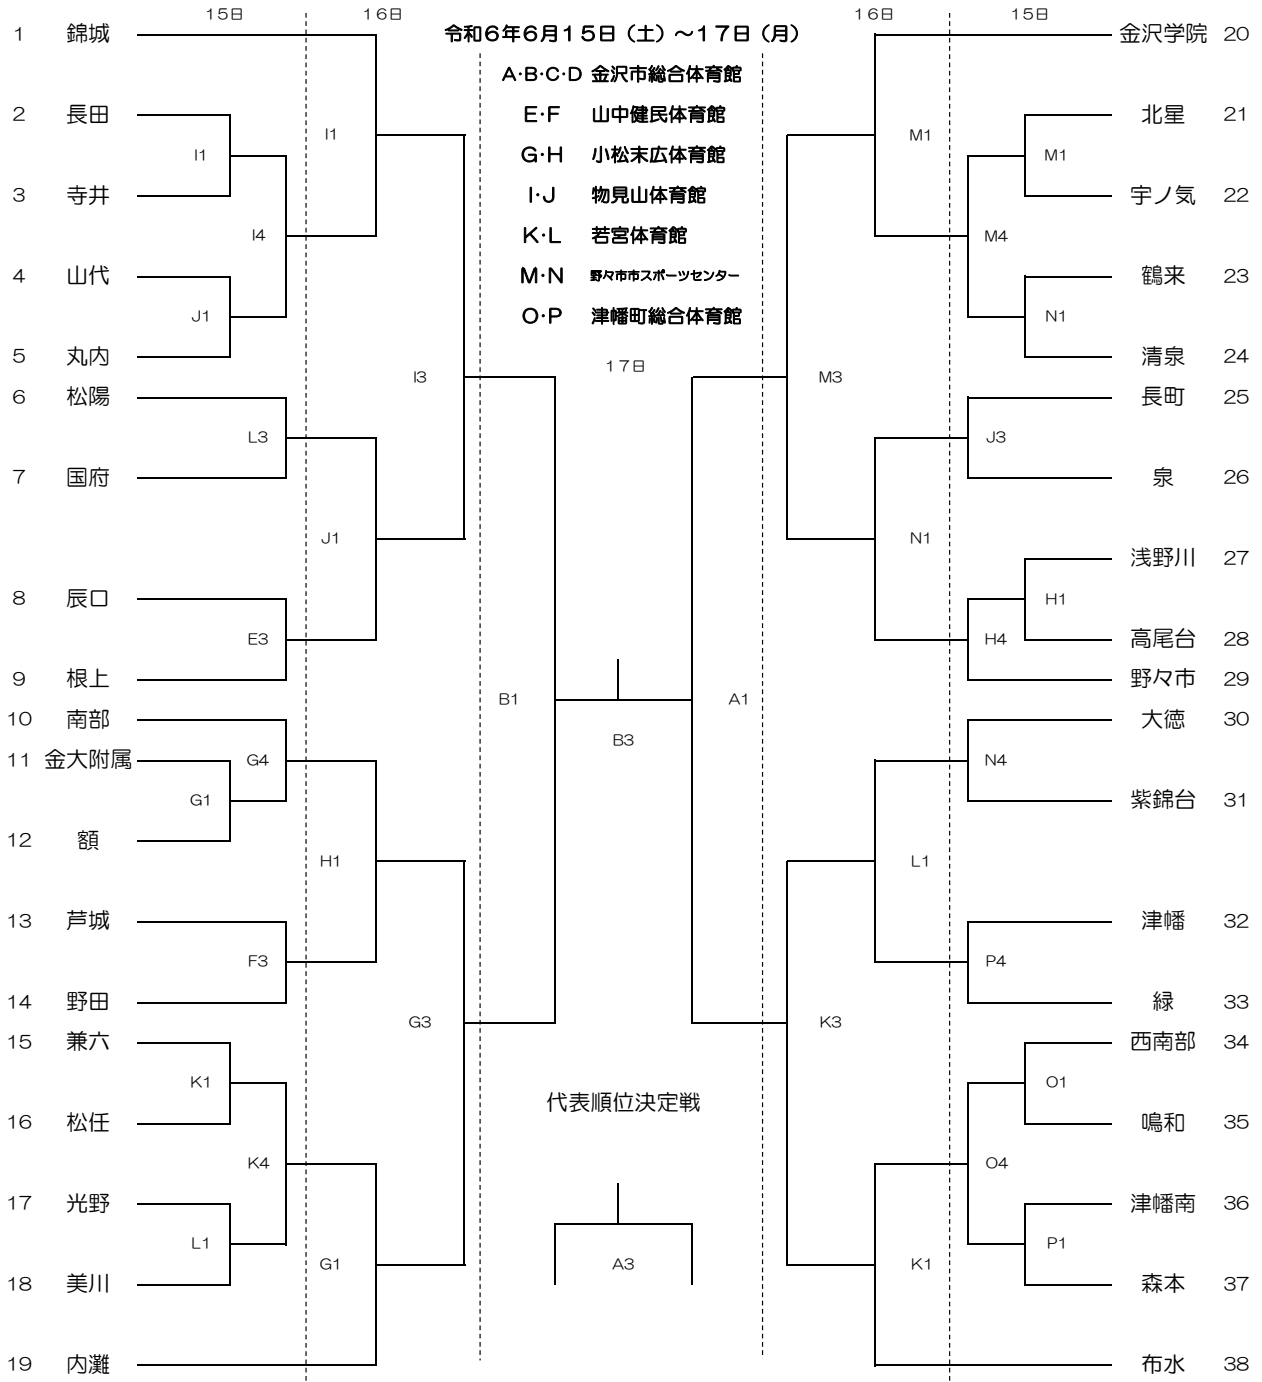 15日 16日 16日 15日
令和6年6月15日（土）～17日（月）
A・B・C・D 金沢市総合体育館
E・F 山中健民体育館
G・H 小松末広体育館
I・J 物見山体育館
K・L 若宮体育館
M・N 野々市市スポーツセンター
O・P 津幡町総合体育館
17日
1 錦城
2 長田
3 寺井
4 山代
5 丸内
6 松陽
7 国府
8 辰口
9 根上
10 南部
11 金大附属
12 額
13 芦城
14 野田
15 兼六
16 松任
17 光野
18 美川
19 内灘
I1
J1
I4
L3
E3
G1
G4
F3
K1
L1
K4
I1
J1
H1
G1
I3
G3
B1
B3
A1
代表順位決定戦
A3
M3
K3
M1
N1
L1
K1
M4
J3
H4
N4
P4
O4
M1
N1
H1
O1
P1
金沢学院 20
北星 21
宇ノ気 22
鶴来 23
清泉 24
長町 25
泉 26
浅野川 27
高尾台 28
野々市 29
大徳 30
紫錦台 31
津幡 32
緑 33
西南部 34
鳴和 35
津幡南 36
森本 37
布水 38